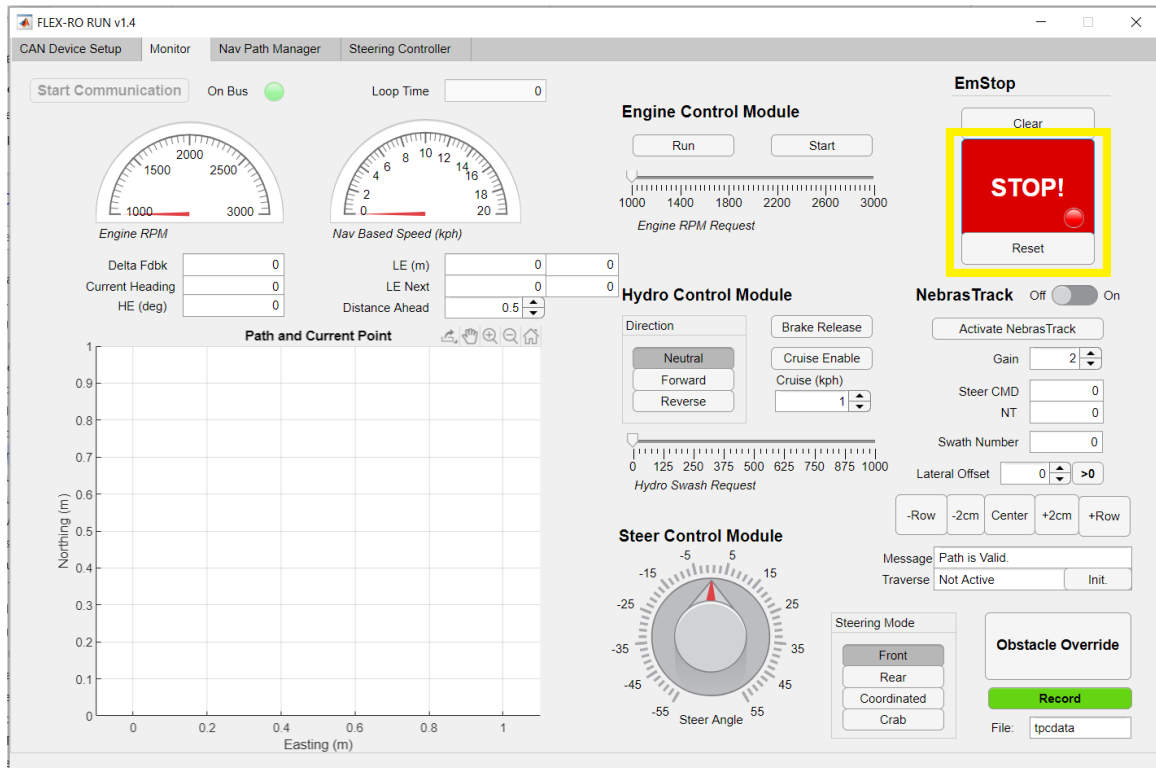 FLEX-RO RUN v1.4
CAN Device Setup Monitor Nav Path Manager Steering Controller
Start Communication On Bus Loop Time 0
1000 1500 2000 2500 3000
Engine RPM
0 2 4 6 8 10 12 14 16 18 20
Nav Based Speed (kph)
Delta Fdbk 0
Current Heading 0
HE (deg) 0
LE (m) 0 0
LE Next 0 0
Distance Ahead 0.5
Path and Current Point
1
0.9
0.8
0.7
0.6
0.5
0.4
0.3
0.2
0.1
0
Northing (m)
0 0.2 0.4 0.6 0.8 1
Easting (m)
Engine Control Module
Run Start
1000 1400 1800 2200 2600 3000
Engine RPM Request
Hydro Control Module
Direction
Neutral
Forward
Reverse
Brake Release
Cruise Enable
Cruise (kph)
1
0 125 250 375 500 625 750 875 1000
Hydro Swash Request
Steer Control Module
-55 -45 -35 -25 -15 -5 5 15 25 35 45 55
Steer Angle
EmStop
Clear
STOP!
Reset
NebrasTrack Off On
Activate NebrasTrack
Gain 2
Steer CMD 0
NT 0
Swath Number 0
Lateral Offset 0 >0
-Row -2cm Center +2cm +Row
Message Path is Valid.
Traverse Not Active Init.
Steering Mode
Front
Rear
Coordinated
Crab
Obstacle Override
Record
File: tpcdata